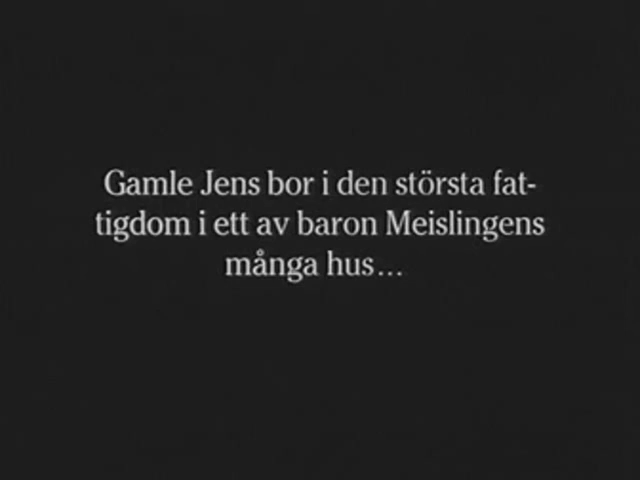 Gamle Jens bor i den största fat-
tigdom i ett av baron Meislingens
många hus...